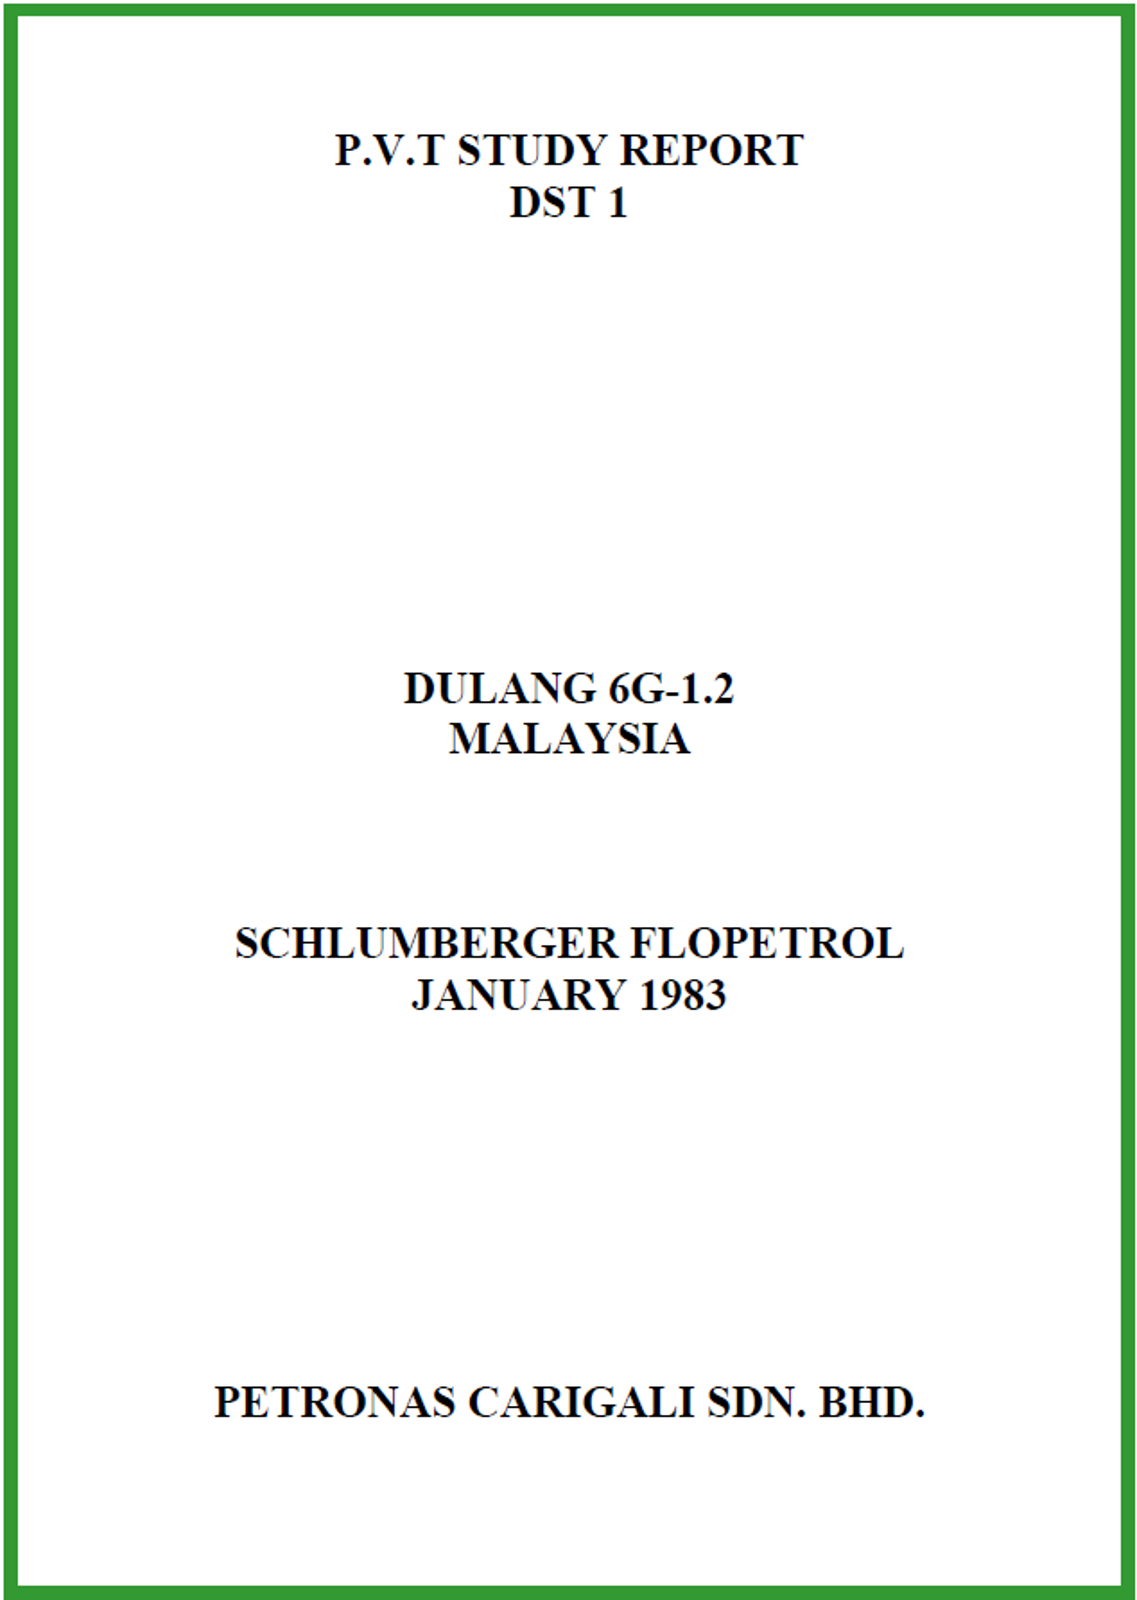 P.V.T STUDY REPORT
DST 1
DULANG 6G-1.2
MALAYSIA
SCHLUMBERGER FLOPETROL
JANUARY 1983
PETRONAS CARIGALI SDN. BHD.